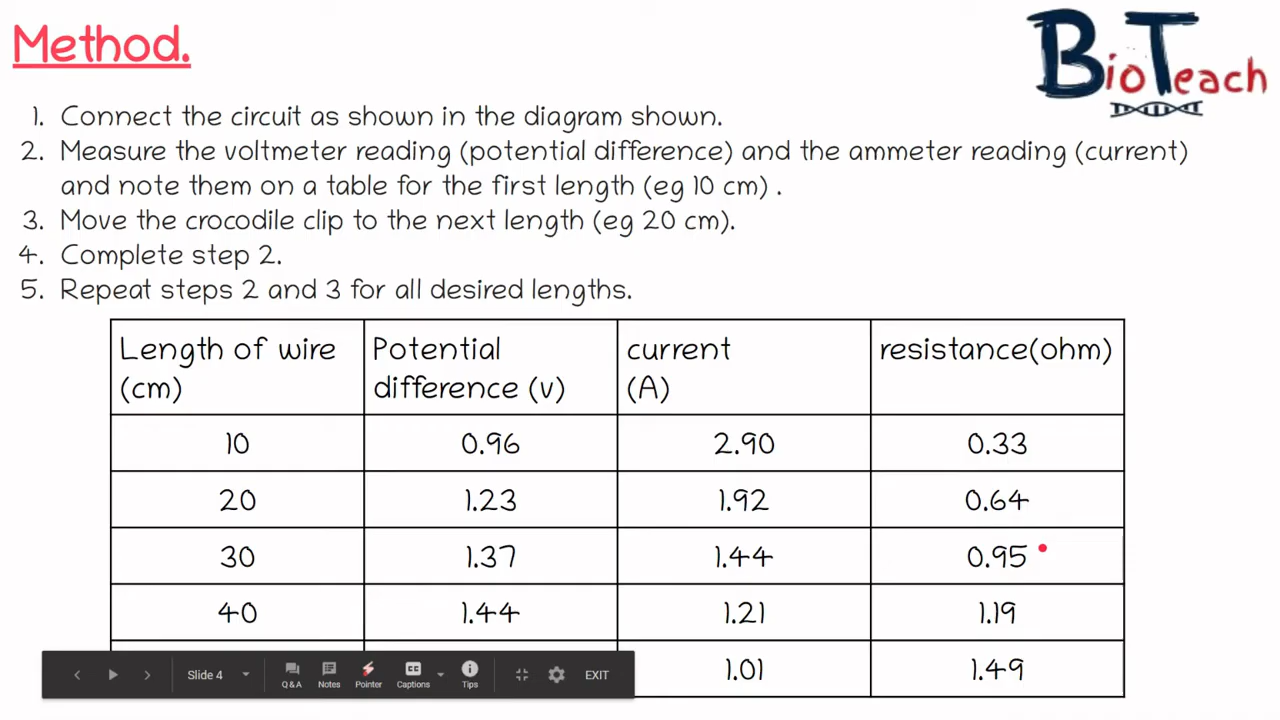 Method.
BioTeach
1. Connect the circuit as shown in the diagram shown.
2. Measure the voltmeter reading (potential difference) and the ammeter reading (current)
and note them on a table for the first length (eg 10 cm) .
3. Move the crocodile clip to the next length (eg 20 cm).
4. Complete step 2.
5. Repeat steps 2 and 3 for all desired lengths.
Length of wire (cm) Potential difference (v) current (A) resistance(ohm)
10 0.96 2.90 0.33
20 1.23 1.92 0.64
30 1.37 1.44 0.95
40 1.44 1.21 1.19
1.01 1.49
Slide 4 Q&A Notes Pointer Captions Tips EXIT